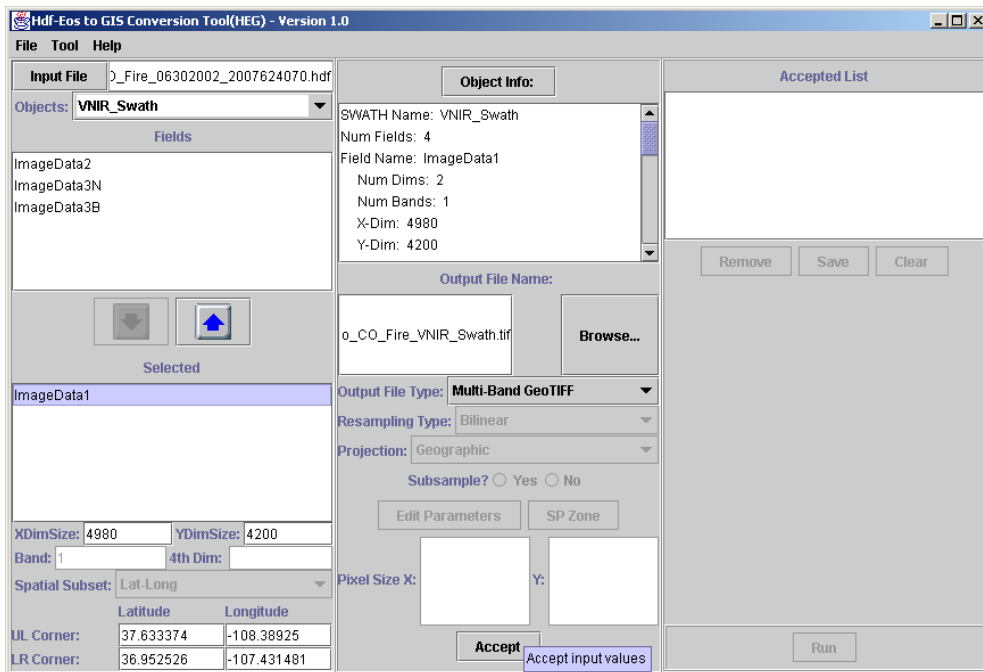 Hdf-Eos to GIS Conversion Tool(HEG) - Version 1.0
File Tool Help
Input File
O_Fire_06302002_2007624070.hdf
Objects: VNIR_Swath
Fields
ImageData2
ImageData3N
ImageData3B
Selected
ImageData1
XDimSize: 4980 YDimSize: 4200
Band: 1 4th Dim:
Spatial Subset: Lat-Long
Latitude Longitude
UL Corner: 37.633374 -108.38925
LR Corner: 36.952526 -107.431481
Object Info:
SWATH Name: VNIR_Swath
Num Fields: 4
Field Name: ImageData1
Num Dims: 2
Num Bands: 1
X-Dim: 4980
Y-Dim: 4200
Output File Name:
o_CO_Fire_VNIR_Swath.tif
Browse...
Output File Type: Multi-Band GeoTIFF
Resampling Type: Bilinear
Projection: Geographic
Subsample? Yes No
Edit Parameters SP Zone
Pixel Size X: Y:
Accept
Accept input values
Accepted List
Remove Save Clear
Run